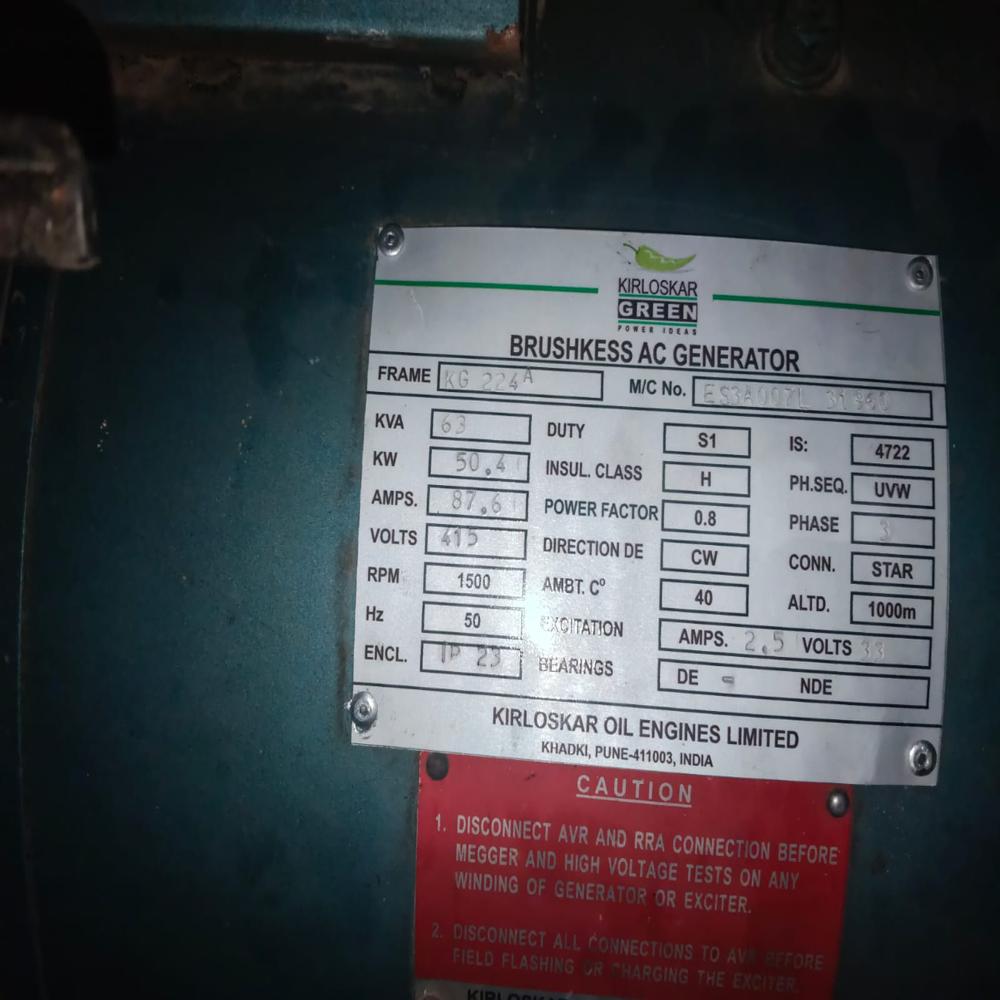 KIRLOSKAR
GREEN
POWER IDEAS
BRUSHKESS AC GENERATOR
FRAME KG 224A M/C No.
KVA 63 DUTY S1 IS: 4722
KW 50.4 INSUL. CLASS H PH.SEQ. UVW
AMPS. 87.6 POWER FACTOR 0.8 PHASE 3
VOLTS 415 DIRECTION DE CW CONN. STAR
RPM 1500 AMBT. C° 40 ALTD. 1000m
Hz 50 EXCITATION AMPS. 2.5 VOLTS 33
ENCL. IP 23 BEARINGS DE - NDE
KIRLOSKAR OIL ENGINES LIMITED
KHADKI, PUNE-411003, INDIA
CAUTION
1. DISCONNECT AVR AND RRA CONNECTION BEFORE
MEGGER AND HIGH VOLTAGE TESTS ON ANY
WINDING OF GENERATOR OR EXCITER.
2. DISCONNECT ALL CONNECTIONS TO AVR BEFORE
FIELD FLASHING OR CHARGING THE EXCITER.